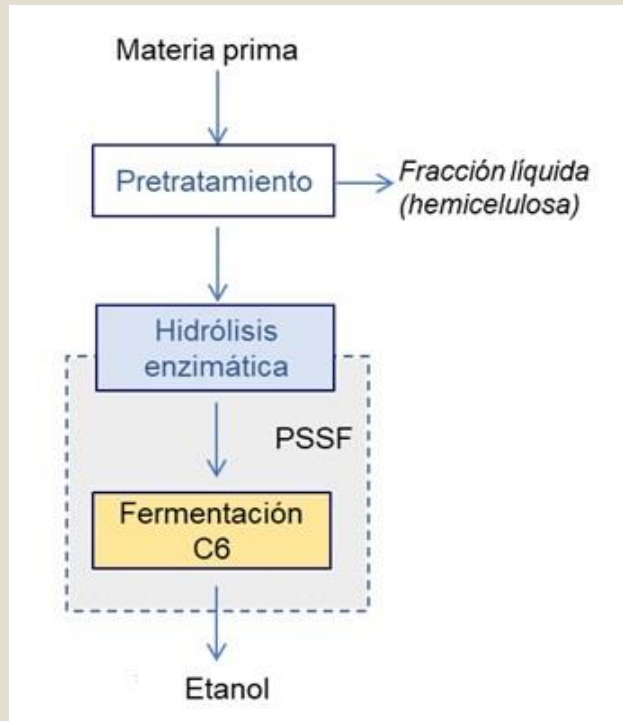 Materia prima
Pretratamiento
Fracción líquida
(hemicelulosa)
Hidrólisis
enzimática
PSSF
Fermentación
C6
Etanol